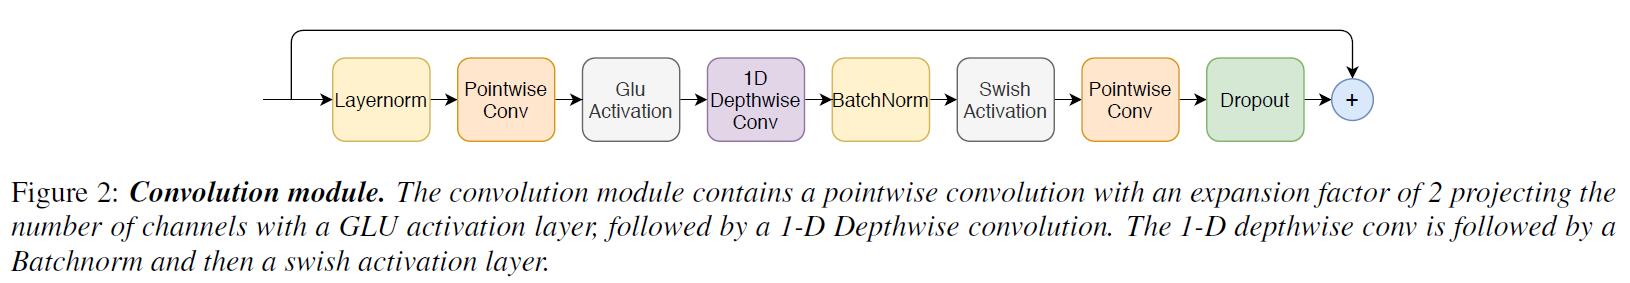 Layernorm
Pointwise
Conv
Glu
Activation
1D
Depthwise
Conv
BatchNorm
Swish
Activation
Pointwise
Conv
Dropout
+
Figure 2: Convolution module. The convolution module contains a pointwise convolution with an expansion factor of 2 projecting the
number of channels with a GLU activation layer, followed by a 1-D Depthwise convolution. The 1-D depthwise conv is followed by a
Batchnorm and then a swish activation layer.